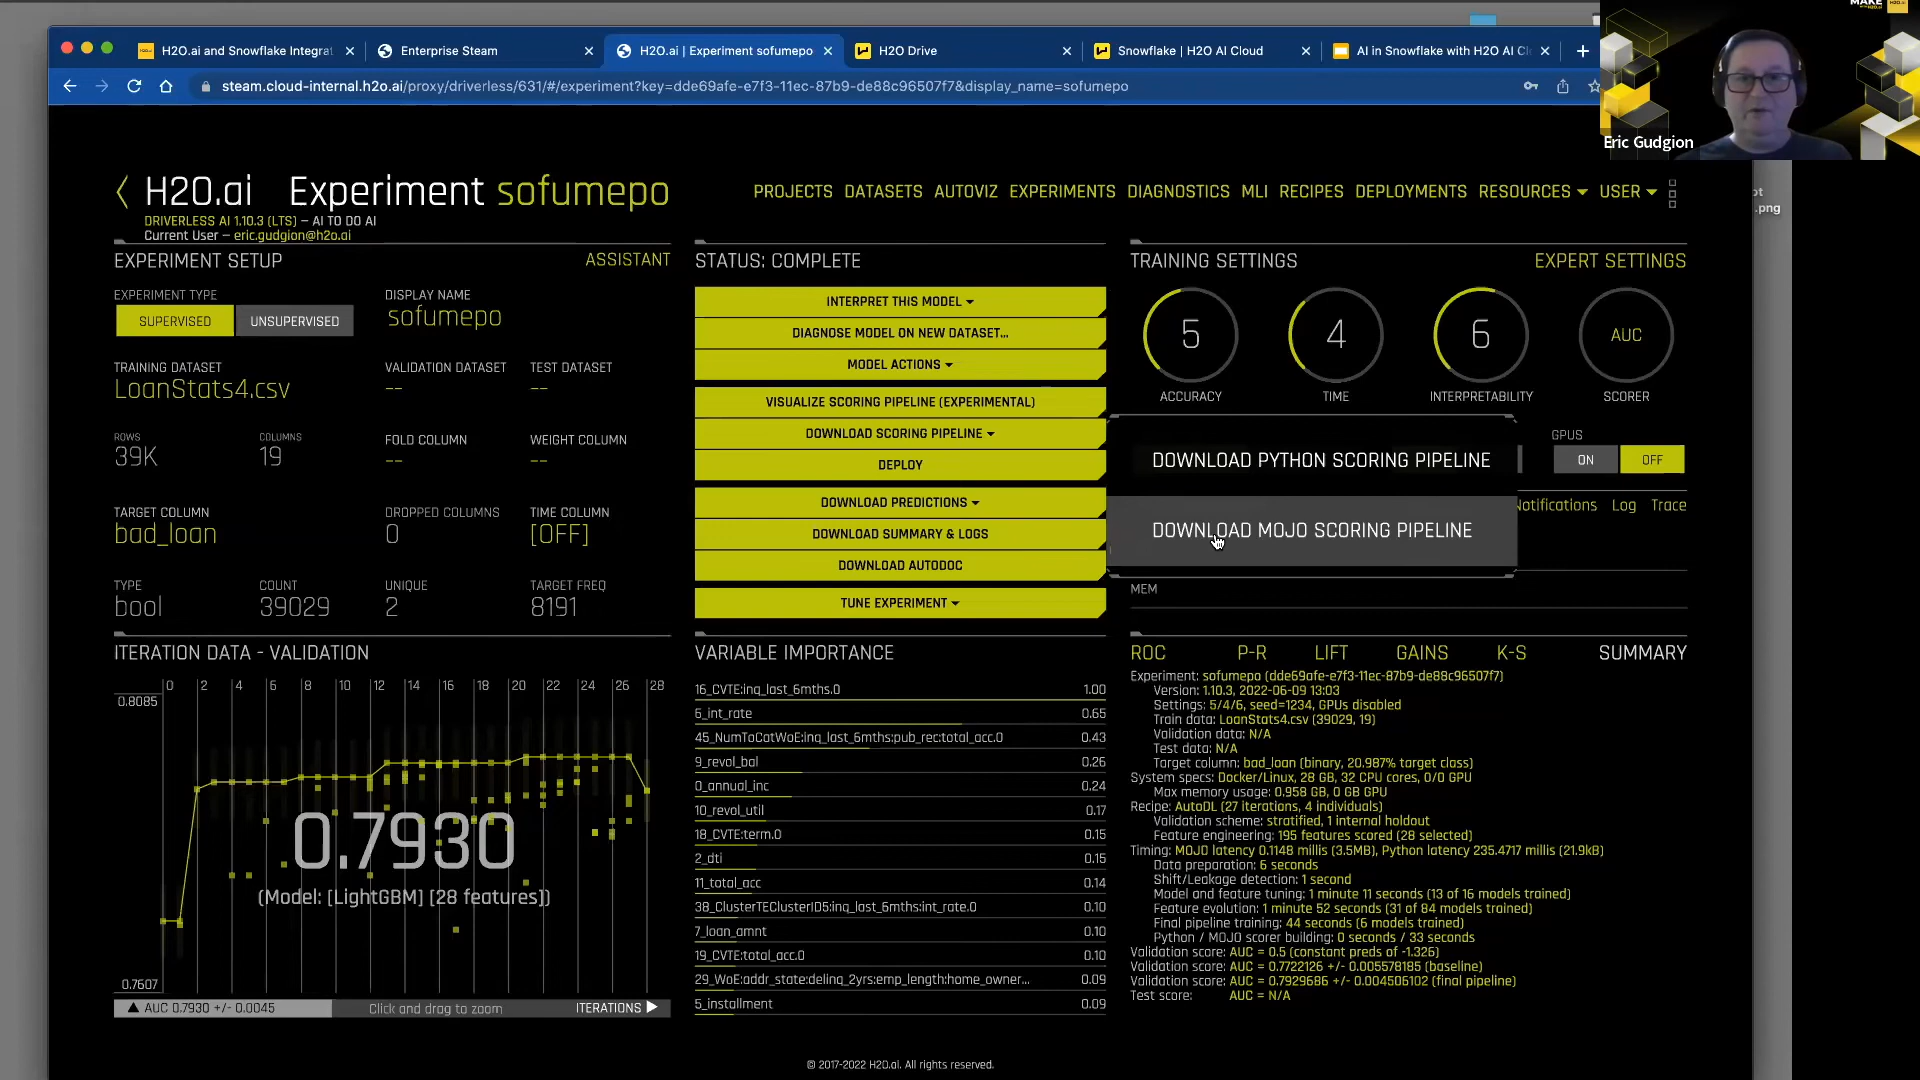 H2O.ai and Snowflake Integrat
Enterprise Steam
H2O.ai | Experiment sofumepo
H2O Drive
Snowflake | H2O AI Cloud
AI in Snowflake with H2O AI Cl
steam.cloud-internal.h2o.ai/proxy/driverless/631/#/experiment?key=dde69afe-e7f3-11ec-87b9-de88c96507f7&display_name=sofumepo
MAKE
Eric Gudgion
.png
H2O.ai Experiment sofumepo
DRIVERLESS AI 1.10.3 (LTS) – AI TO DO AI
Current User – eric.gudgion@h2o.ai
PROJECTS DATASETS AUTOVIZ EXPERIMENTS DIAGNOSTICS MLI RECIPES DEPLOYMENTS RESOURCES USER
EXPERIMENT SETUP
ASSISTANT
EXPERIMENT TYPE
SUPERVISED
UNSUPERVISED
DISPLAY NAME
sofumepo
TRAINING DATASET
LoanStats4.csv
VALIDATION DATASET
--
TEST DATASET
--
ROWS
39K
COLUMNS
19
FOLD COLUMN
--
WEIGHT COLUMN
--
TARGET COLUMN
bad_loan
DROPPED COLUMNS
0
TIME COLUMN
[OFF]
TYPE
bool
COUNT
39029
UNIQUE
2
TARGET FREQ
8191
STATUS: COMPLETE
INTERPRET THIS MODEL
DIAGNOSE MODEL ON NEW DATASET...
MODEL ACTIONS
VISUALIZE SCORING PIPELINE (EXPERIMENTAL)
DOWNLOAD SCORING PIPELINE
DEPLOY
DOWNLOAD PREDICTIONS
DOWNLOAD SUMMARY & LOGS
DOWNLOAD AUTODOC
TUNE EXPERIMENT
DOWNLOAD PYTHON SCORING PIPELINE
DOWNLOAD MOJO SCORING PIPELINE
TRAINING SETTINGS
EXPERT SETTINGS
5
4
6
AUC
ACCURACY
TIME
INTERPRETABILITY
SCORER
GPUS
ON
OFF
Notifications
Log
Trace
MEM
ITERATION DATA - VALIDATION
0 2 4 6 8 10 12 14 16 18 20 22 24 26 28
0.8085
0.7930
(Model: [LightGBM] [28 features])
0.7607
AUC 0.7930 +/- 0.0045
Click and drag to zoom
ITERATIONS
VARIABLE IMPORTANCE
16_CVTE:inq_last_6mths.0 1.00
6_int_rate 0.65
45_NumToCatWoE:inq_last_6mths:pub_rec:total_acc.0 0.43
9_revol_bal 0.26
0_annual_inc 0.24
10_revol_util 0.17
18_CVTE:term.0 0.15
2_dti 0.15
11_total_acc 0.14
38_ClusterTEClusterID5:inq_last_6mths:int_rate.0 0.10
7_loan_amnt 0.10
19_CVTE:total_acc.0 0.10
29_WoE:addr_state:delinq_2yrs:emp_length:home_owner... 0.09
5_installment 0.09
ROC P-R LIFT GAINS K-S SUMMARY
Experiment: sofumepo (dde69afe-e7f3-11ec-87b9-de88c96507f7)
Version: 1.10.3, 2022-06-09 13:03
Settings: 5/4/6, seed=1234, GPUs disabled
Train data: LoanStats4.csv (39029, 19)
Validation data: N/A
Test data: N/A
Target column: bad_loan (binary, 20.987% target class)
System specs: Docker/Linux, 28 GB, 32 CPU cores, 0/0 GPU
Max memory usage: 0.958 GB, 0 GB GPU
Recipe: AutoDL (27 iterations, 4 individuals)
Validation scheme: stratified, 1 internal holdout
Feature engineering: 195 features scored (28 selected)
Timing: MOJO latency 0.1148 millis (3.5MB), Python latency 235.4717 millis (21.9kB)
Data preparation: 6 seconds
Shift/Leakage detection: 1 second
Model and feature tuning: 1 minute 11 seconds (13 of 16 models trained)
Feature evolution: 1 minute 52 seconds (31 of 84 models trained)
Final pipeline training: 44 seconds (6 models trained)
Python / MOJO scorer building: 0 seconds / 33 seconds
Validation score: AUC = 0.5 (constant preds of -1.326)
Validation score: AUC = 0.7722126 +/- 0.005578185 (baseline)
Validation score: AUC = 0.7929686 +/- 0.004506102 (final pipeline)
Test score: AUC = N/A
© 2017-2022 H2O.ai. All rights reserved.